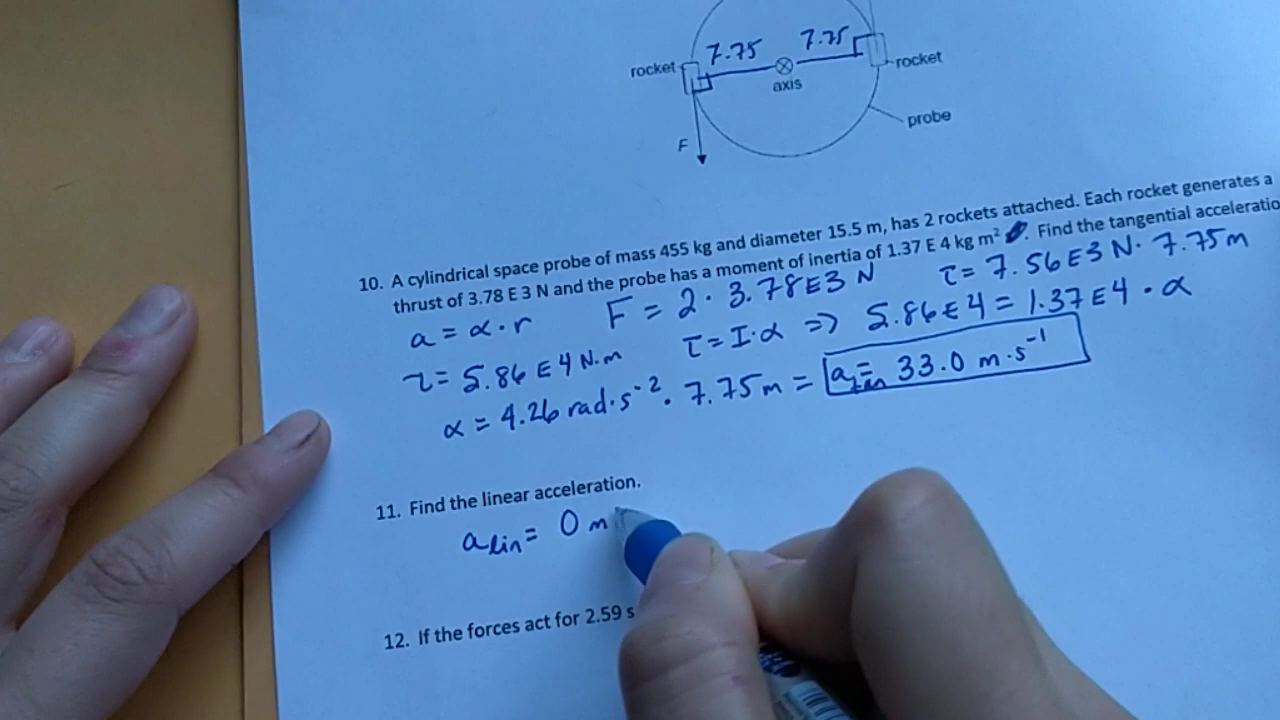 7.75 7.75
rocket rocket
axis
probe
F
10. A cylindrical space probe of mass 455 kg and diameter 15.5 m, has 2 rockets attached. Each rocket generates a
thrust of 3.78 E 3 N and the probe has a moment of inertia of 1.37 E 4 kg m². Find the tangential acceleratio
a = α · r F = 2 · 3.78E3 N τ = 7.56E3 N · 7.75m
τ = 5.86 E4 N·m τ = I·α => 5.86E4 = 1.37E4 · α
α = 4.26 rad·s⁻² · 7.75m = a_tan = 33.0 m·s⁻¹
11. Find the linear acceleration.
a_lin = 0 m
12. If the forces act for 2.59 s